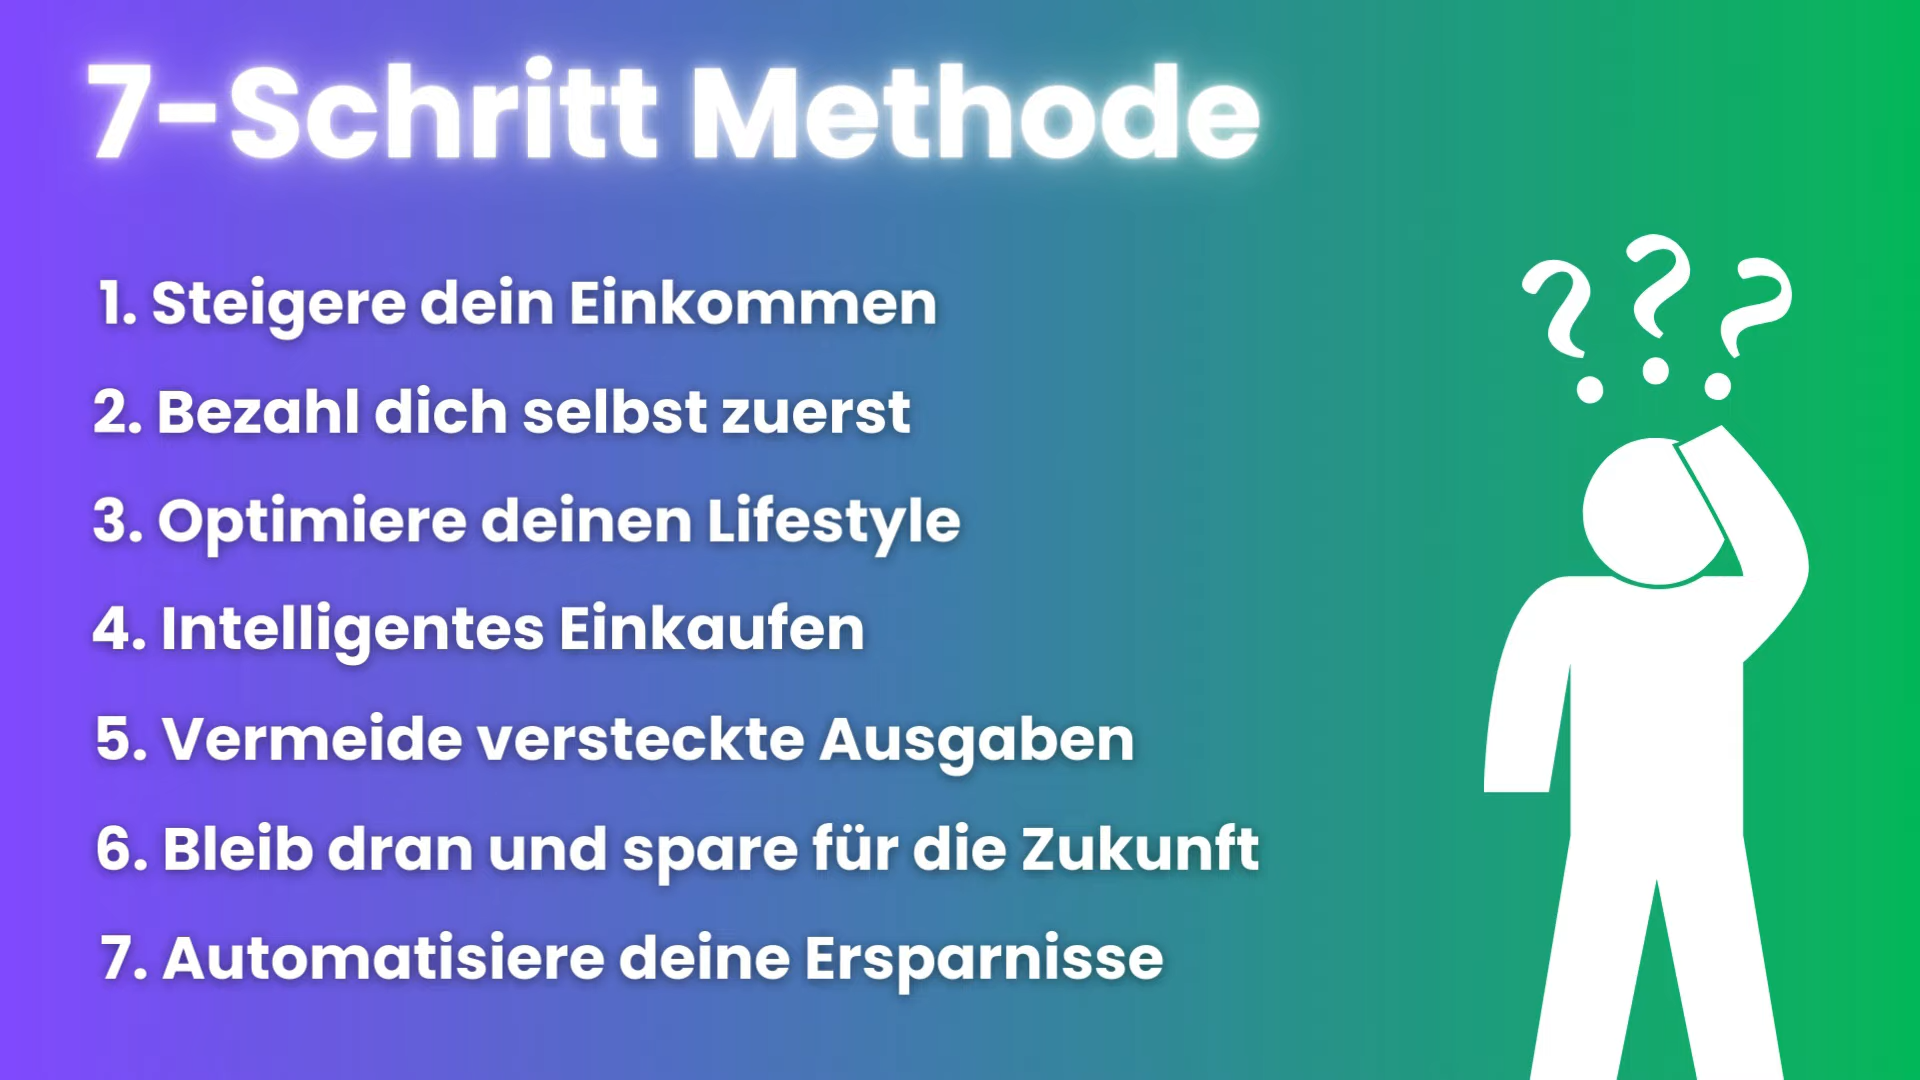 7-Schritt Methode
1. Steigere dein Einkommen
2. Bezahl dich selbst zuerst
3. Optimiere deinen Lifestyle
4. Intelligentes Einkaufen
5. Vermeide versteckte Ausgaben
6. Bleib dran und spare für die Zukunft
7. Automatisiere deine Ersparnisse
???